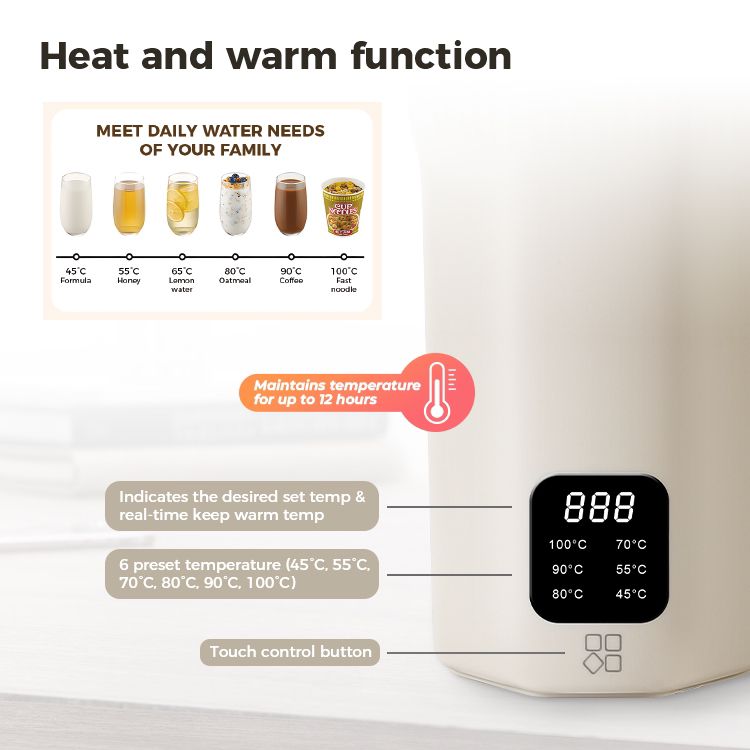 Heat and warm function
MEET DAILY WATER NEEDS
OF YOUR FAMILY
CUP
NOODLES
45°C
Formula
55°C
Honey
65°C
Lemon
water
80°C
Oatmeal
90°C
Coffee
100°C
Fast
noodle
Maintains temperature
for up to 12 hours
Indicates the desired set temp &
real-time keep warm temp
6 preset temperature (45°C, 55°C,
70°C, 80°C, 90°C, 100°C)
Touch control button
888
100°C 70°C
90°C 55°C
80°C 45°C